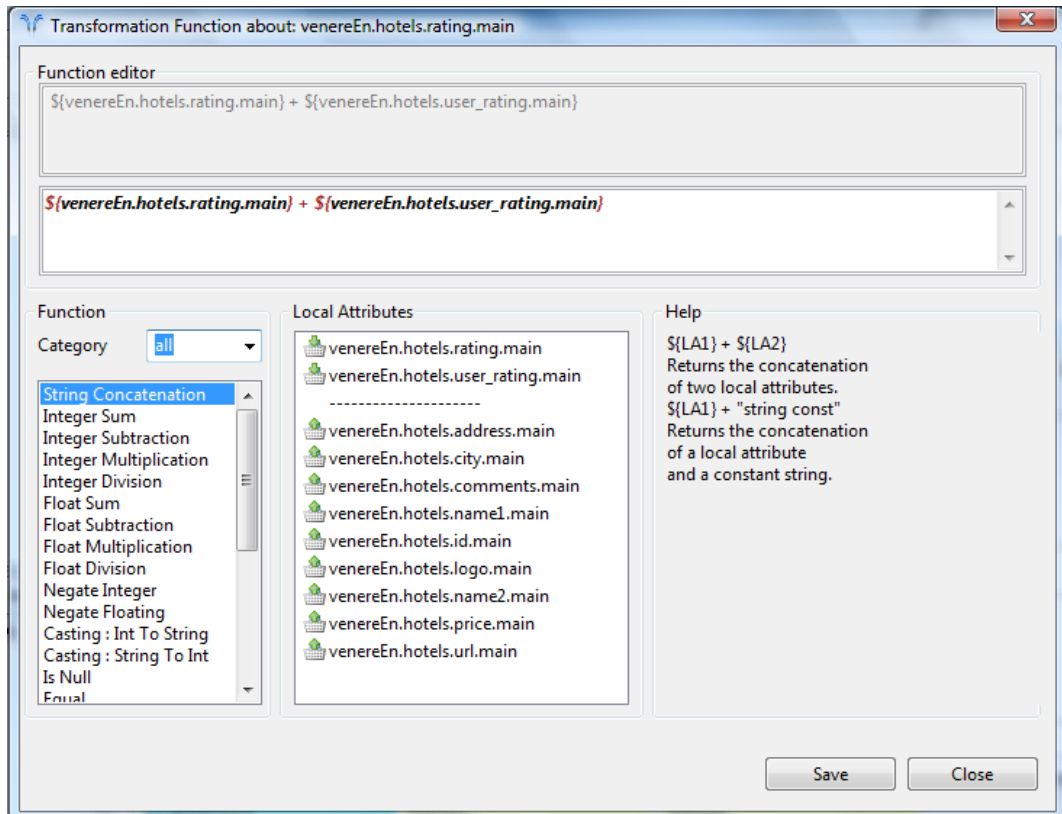 Transformation Function about: venereEn.hotels.rating.main
Function editor
${venereEn.hotels.rating.main} + ${venereEn.hotels.user_rating.main}
${venereEn.hotels.rating.main} + ${venereEn.hotels.user_rating.main}
Function
Category
all
String Concatenation
Integer Sum
Integer Subtraction
Integer Multiplication
Integer Division
Float Sum
Float Subtraction
Float Multiplication
Float Division
Negate Integer
Negate Floating
Casting : Int To String
Casting : String To Int
Is Null
Equal
Local Attributes
venereEn.hotels.rating.main
venereEn.hotels.user_rating.main
---------------------
venereEn.hotels.address.main
venereEn.hotels.city.main
venereEn.hotels.comments.main
venereEn.hotels.name1.main
venereEn.hotels.id.main
venereEn.hotels.logo.main
venereEn.hotels.name2.main
venereEn.hotels.price.main
venereEn.hotels.url.main
Help
${LA1} + ${LA2}
Returns the concatenation
of two local attributes.
${LA1} + "string const"
Returns the concatenation
of a local attribute
and a constant string.
Save
Close